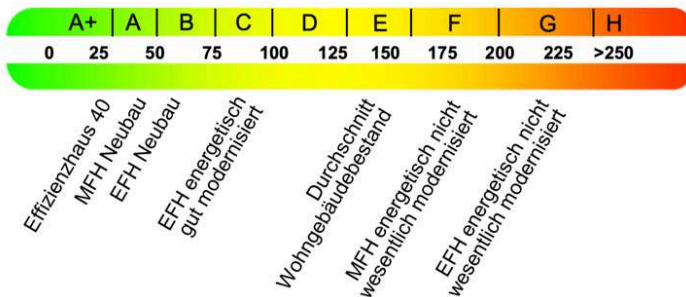 A+ A B C D E F G H
0 25 50 75 100 125 150 175 200 225 >250
Effizienzhaus 40
MFH Neubau
EFH Neubau
EFH energetisch
gut modernisiert
Durchschnitt
Wohngebäudebestand
MFH energetisch nicht
wesentlich modernisiert
EFH energetisch nicht
wesentlich modernisiert